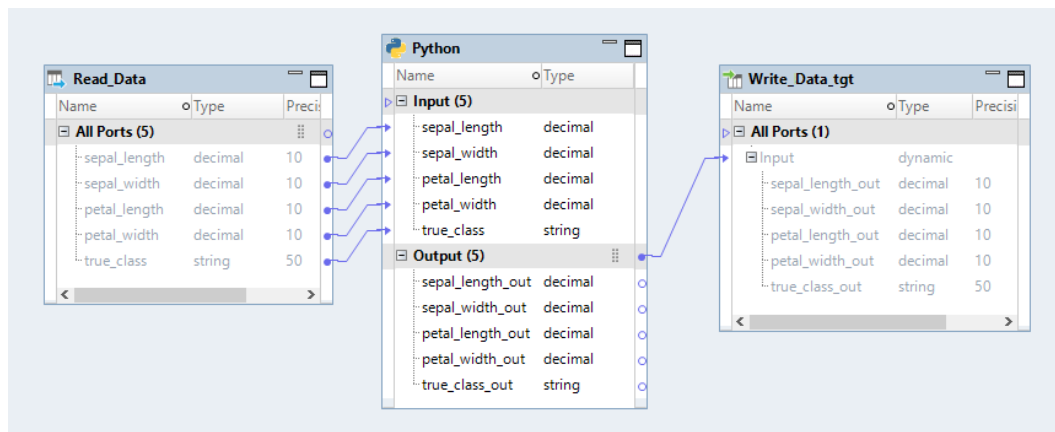 Read_Data
Name Type Precis
All Ports (5)
sepal_length decimal 10
sepal_width decimal 10
petal_length decimal 10
petal_width decimal 10
true_class string 50
Python
Name Type
Input (5)
sepal_length decimal
sepal_width decimal
petal_length decimal
petal_width decimal
true_class string
Output (5)
sepal_length_out decimal
sepal_width_out decimal
petal_length_out decimal
petal_width_out decimal
true_class_out string
Write_Data_tgt
Name Type Precisi
All Ports (1)
Input dynamic
sepal_length_out decimal 10
sepal_width_out decimal 10
petal_length_out decimal 10
petal_width_out decimal 10
true_class_out string 50